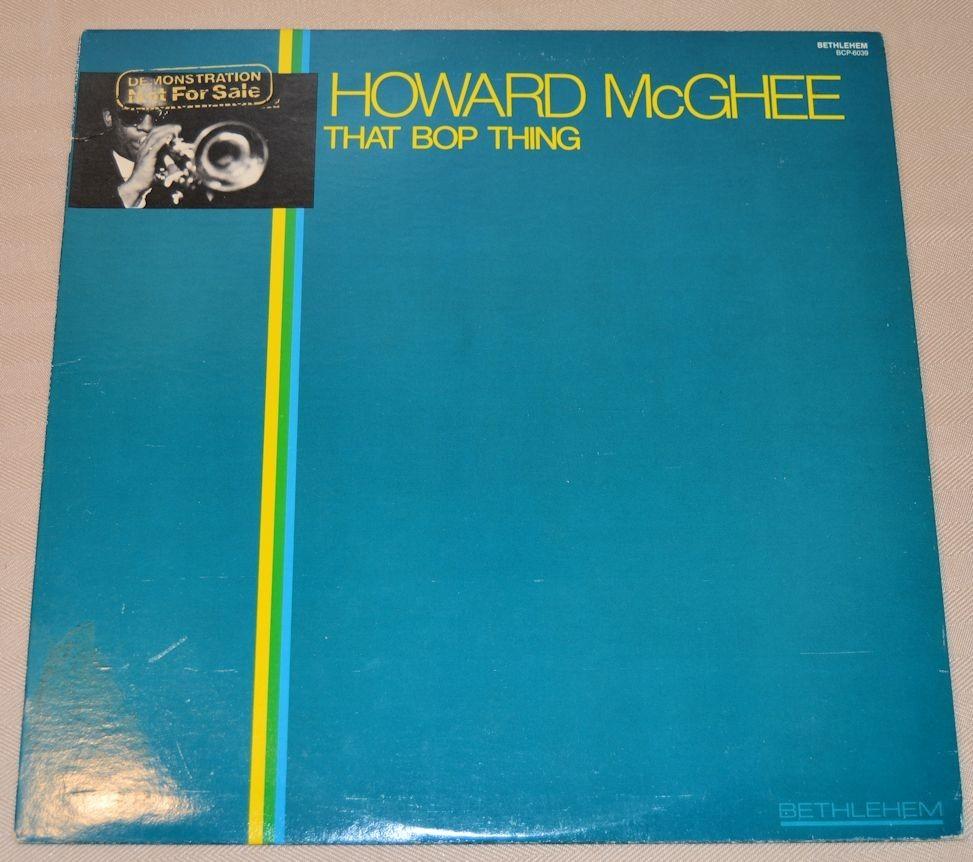 BETHLEHEM
BCP-6039
DEMONSTRATION
Not For Sale
HOWARD McGHEE
THAT BOP THING
BETHLEHEM